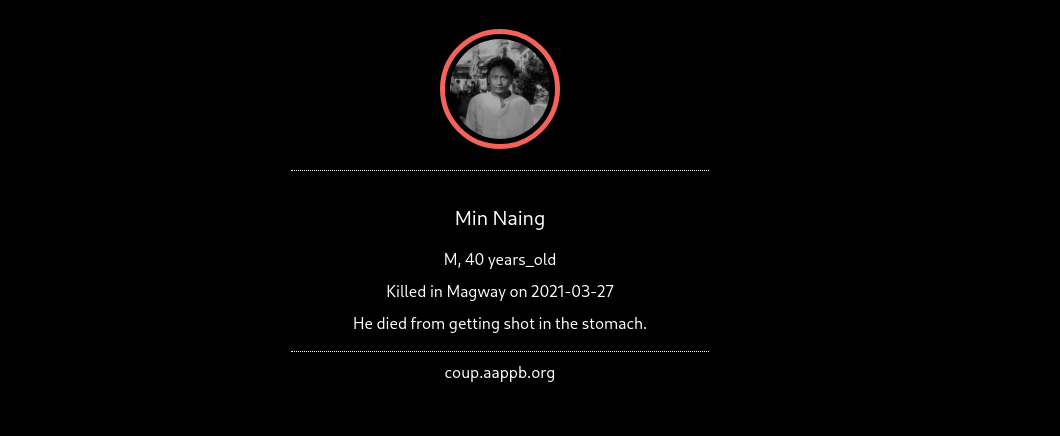 Min Naing
M, 40 years_old
Killed in Magway on 2021-03-27
He died from getting shot in the stomach.
coup.aappb.org